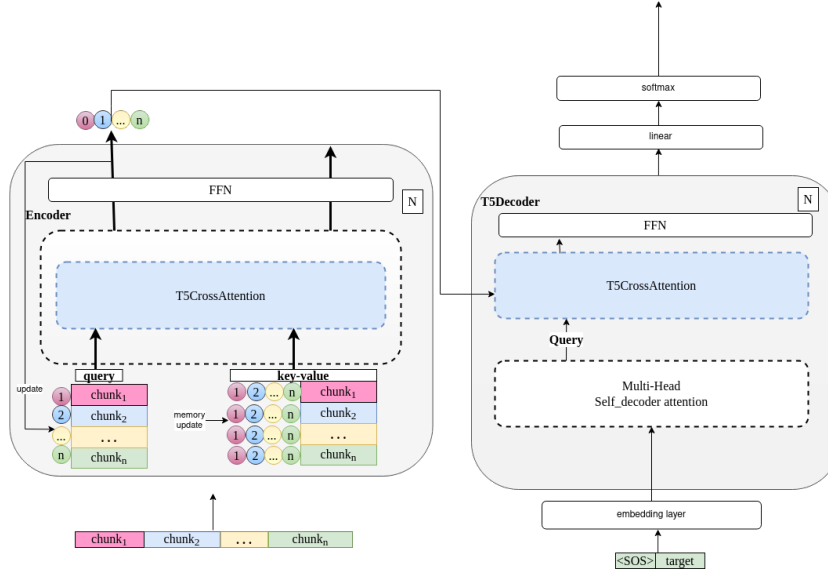 softmax
linear
0 1 ... n
FFN
N
Encoder
T5CrossAttention
query
key-value
update
1 chunk1
2 chunk2
... ...
n chunkn
memory
update
1 2 ... n chunk1
1 2 ... n chunk2
1 2 ... n ...
1 2 ... n chunkn
chunk1 chunk2 ... chunkn
N
T5Decoder
FFN
T5CrossAttention
Query
Multi-Head
Self_decoder attention
embedding layer
<SOS> target